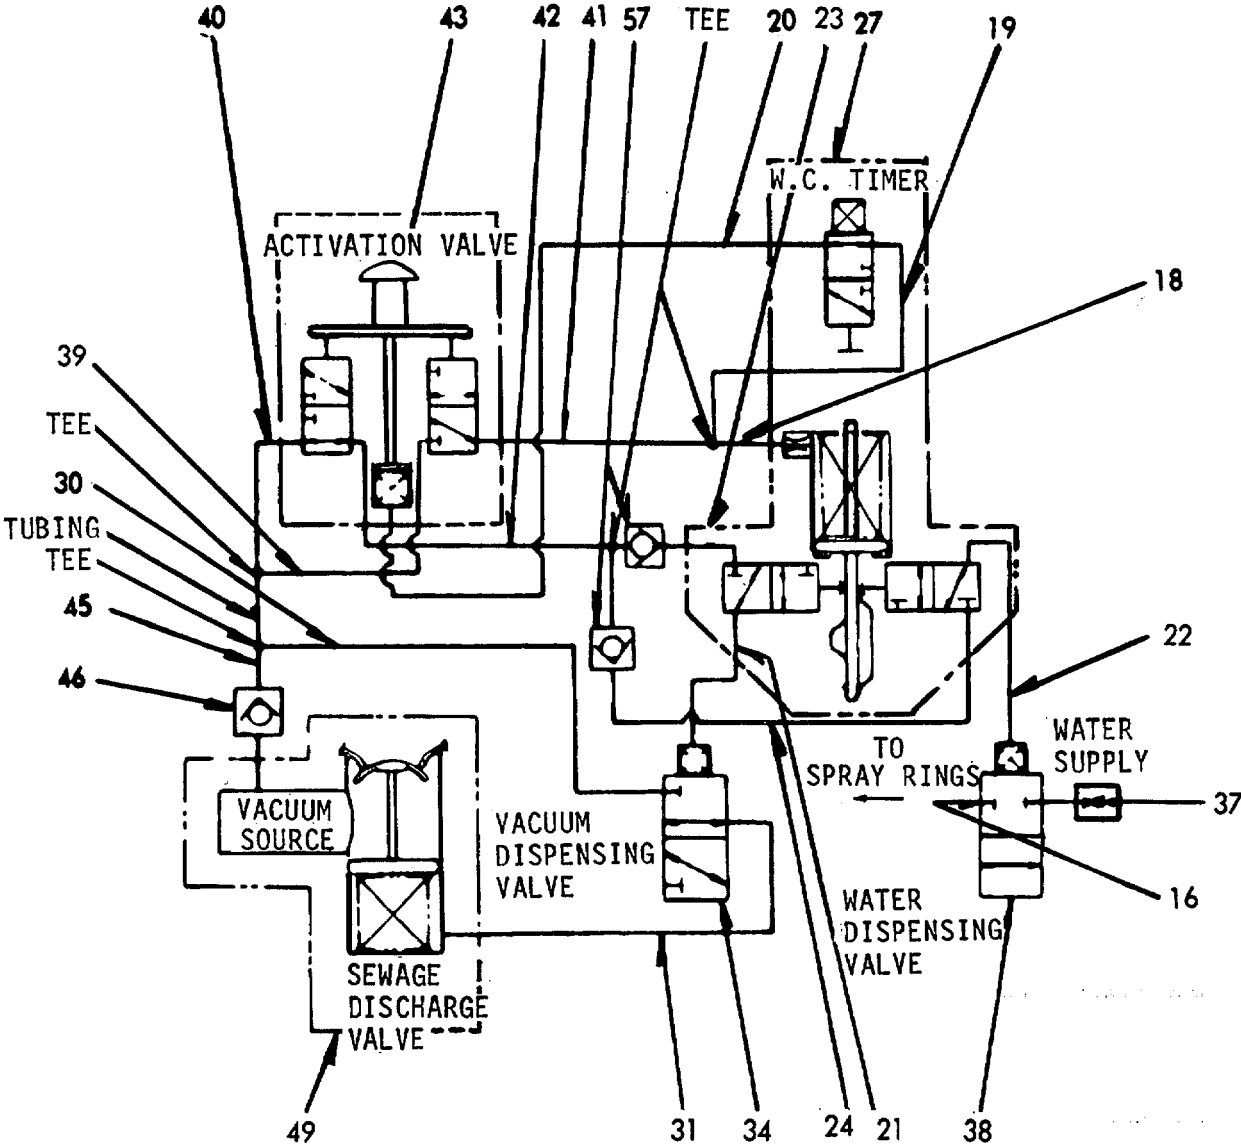 40
43
42
41
57
TEE
20
23
27
19
W.C. TIMER
ACTIVATION VALVE
18
39
TEE
30
TUBING
TEE
45
46
22
TO
SPRAY RINGS
WATER
SUPPLY
37
VACUUM
SOURCE
VACUUM
DISPENSING
VALVE
16
WATER
DISPENSING
VALVE
SEWAGE
DISCHARGE
VALVE
49
31
34
24
21
38